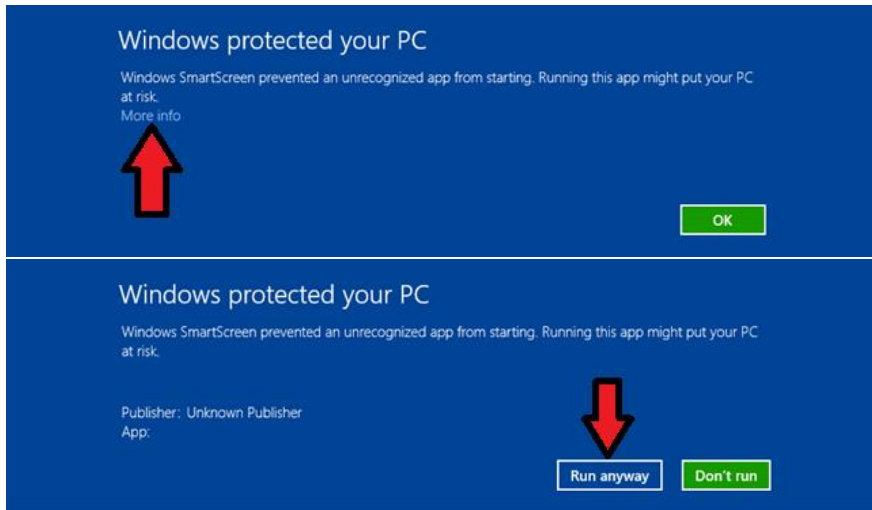 Windows protected your PC
Windows SmartScreen prevented an unrecognized app from starting. Running this app might put your PC
at risk.
More info
OK
Windows protected your PC
Windows SmartScreen prevented an unrecognized app from starting. Running this app might put your PC
at risk.
Publisher: Unknown Publisher
App:
Run anyway Don't run